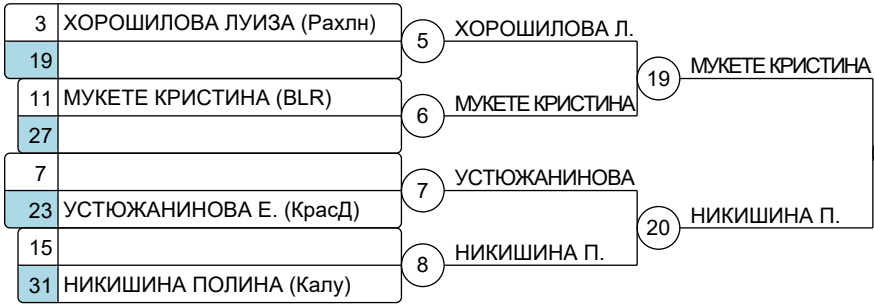 3 ХОРОШИЛОВА ЛУИЗА (Рахлн)
19
11 МУКЕТЕ КРИСТИНА (BLR)
27
7
23 УСТЮЖАНИНОВА Е. (КрасД)
15
31 НИКИШИНА ПОЛИНА (Калу)
5 ХОРОШИЛОВА Л.
6 МУКЕТЕ КРИСТИНА
7 УСТЮЖАНИНОВА
8 НИКИШИНА П.
19 МУКЕТЕ КРИСТИНА
20 НИКИШИНА П.